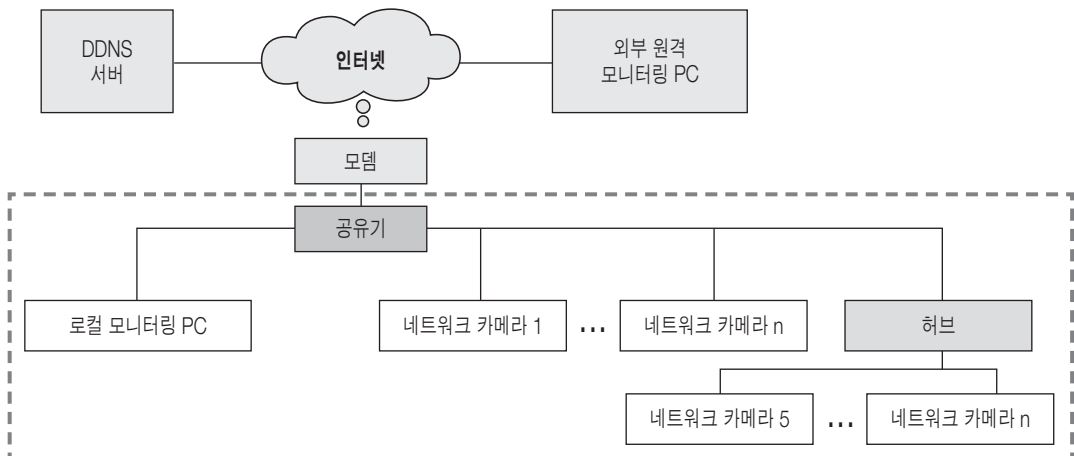 DDNS
서버
인터넷
외부 원격
모니터링 PC
모뎀
공유기
로컬 모니터링 PC
네트워크 카메라 1
...
네트워크 카메라 n
허브
네트워크 카메라 5
...
네트워크 카메라 n